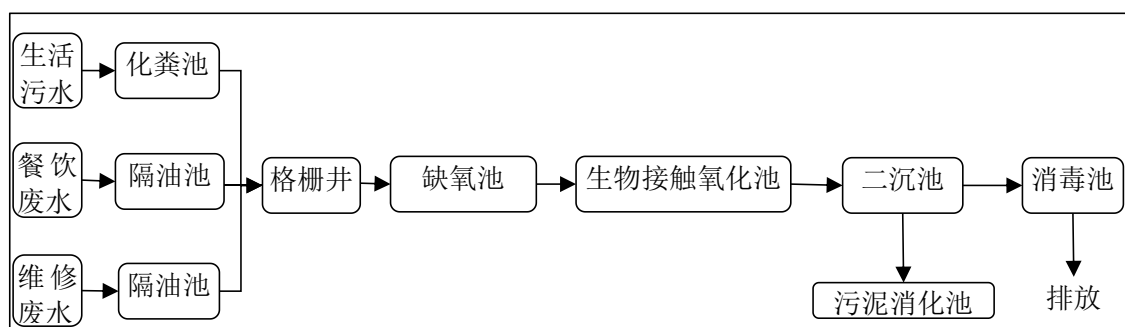 生活
污水
化粪池
餐饮
废水
隔油池
格栅井
缺氧池
生物接触氧化池
二沉池
消毒池
维修
废水
隔油池
污泥消化池
排放